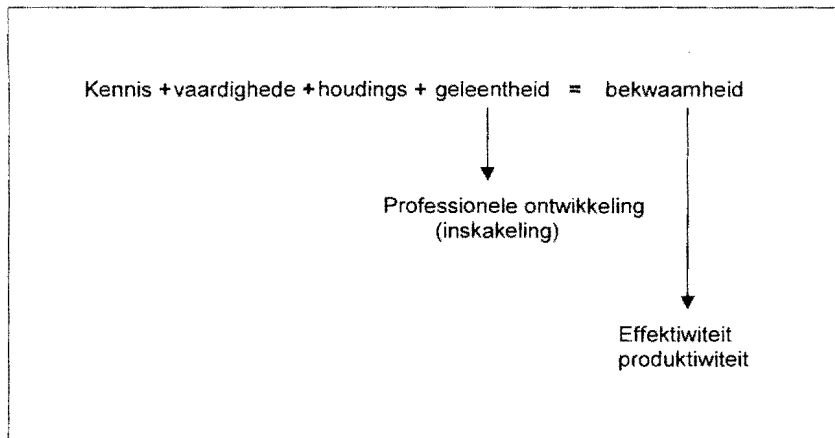 Kennis + vaardighede + houdings + geleentheid = bekwaamheid
Professionele ontwikkeling
(inskakeling)
Effektiwiteit
produktiwiteit